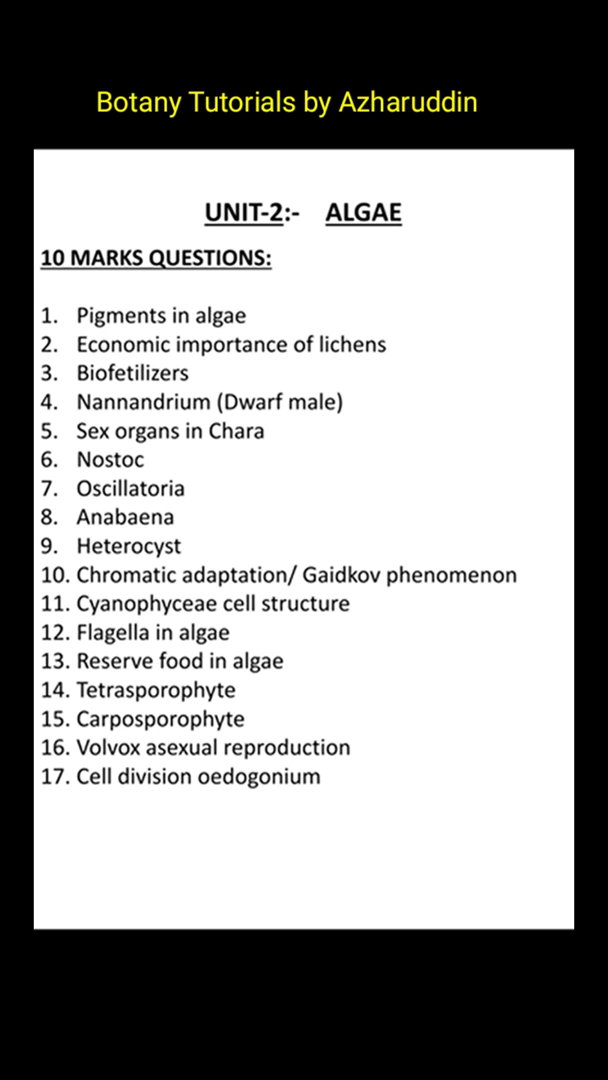 Botany Tutorials by Azharuddin
UNIT-2:- ALGAE
10 MARKS QUESTIONS:
1. Pigments in algae
2. Economic importance of lichens
3. Biofetilizers
4. Nannandrium (Dwarf male)
5. Sex organs in Chara
6. Nostoc
7. Oscillatoria
8. Anabaena
9. Heterocyst
10. Chromatic adaptation/ Gaidkov phenomenon
11. Cyanophyceae cell structure
12. Flagella in algae
13. Reserve food in algae
14. Tetrasporophyte
15. Carposporophyte
16. Volvox asexual reproduction
17. Cell division oedogonium